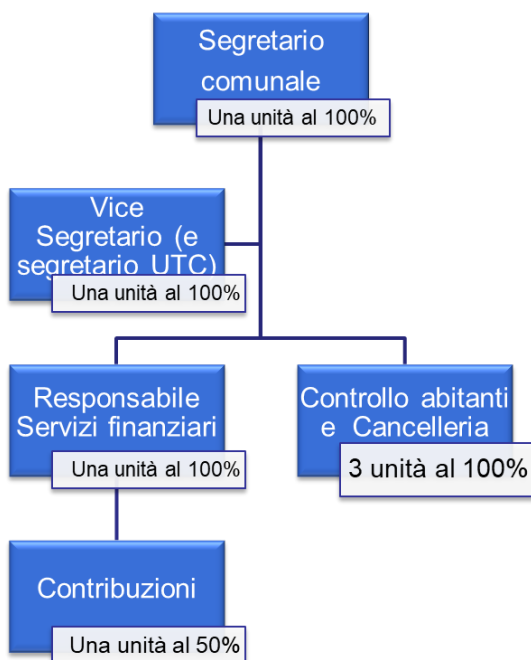 Segretario
comunale
Una unità al 100%
Vice
Segretario (e
segretario UTC)
Una unità al 100%
Responsabile
Servizi finanziari
Una unità al 100%
Controllo abitanti
e Cancelleria
3 unità al 100%
Contribuzioni
Una unità al 50%